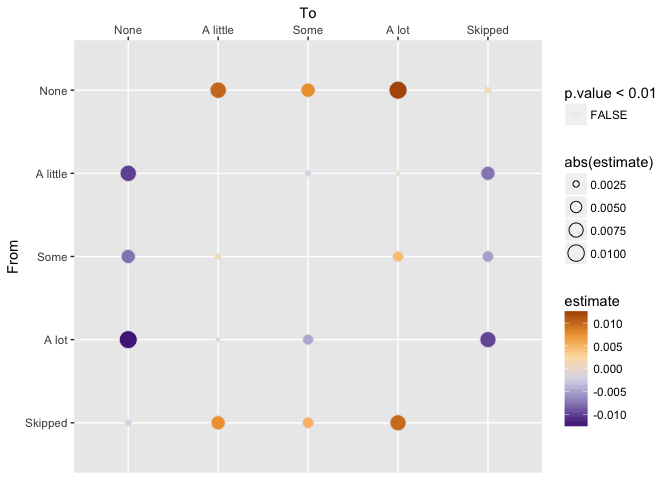 To
None A little Some A lot Skipped
From
None
A little
Some
A lot
Skipped
p.value < 0.01
FALSE
abs(estimate)
0.0025
0.0050
0.0075
0.0100
estimate
0.010
0.005
0.000
-0.005
-0.010